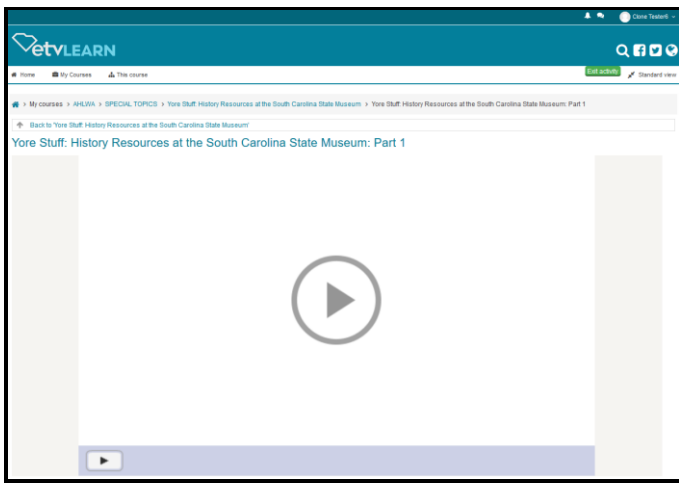 Clone Testerli
etvLEARN
Home My Courses This course Exit activity Standard view
My courses > AHLWA > SPECIAL TOPICS > Yore Stuff: History Resources at the South Carolina State Museum > Yore Stuff: History Resources at the South Carolina State Museum: Part 1
Back to 'Yore Stuff: History Resources at the South Carolina State Museum'
Yore Stuff: History Resources at the South Carolina State Museum: Part 1